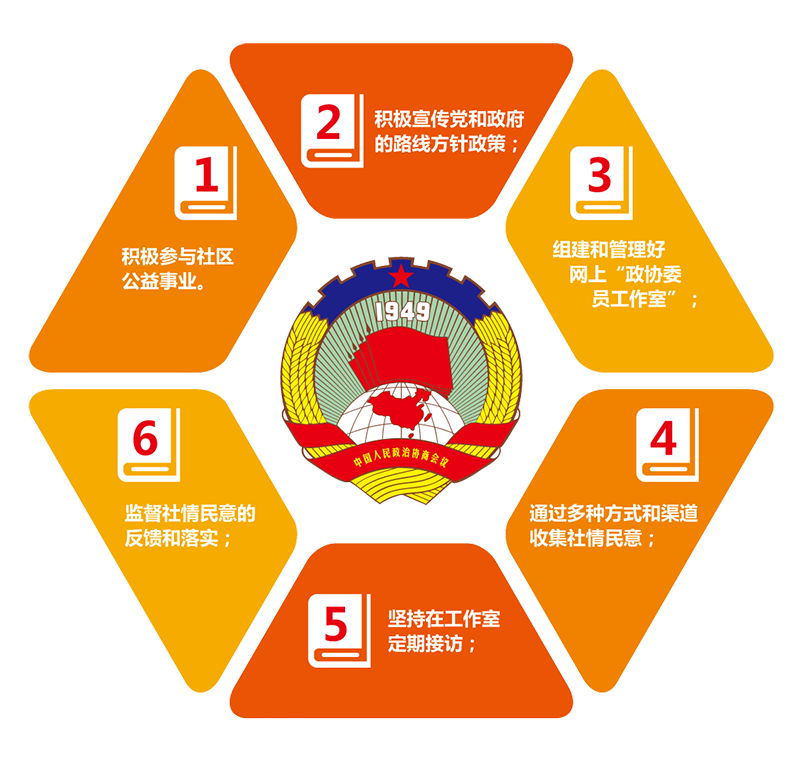 1
积极参与社区
公益事业。
2
积极宣传党和政府
的路线方针政策；
3
组建和管理好
网上“政协委
员工作室”；
4
通过多种方式和渠道
收集社情民意；
5
坚持在工作室
定期接访；
6
监督社情民意的
反馈和落实；
1949
中国人民政治协商会议